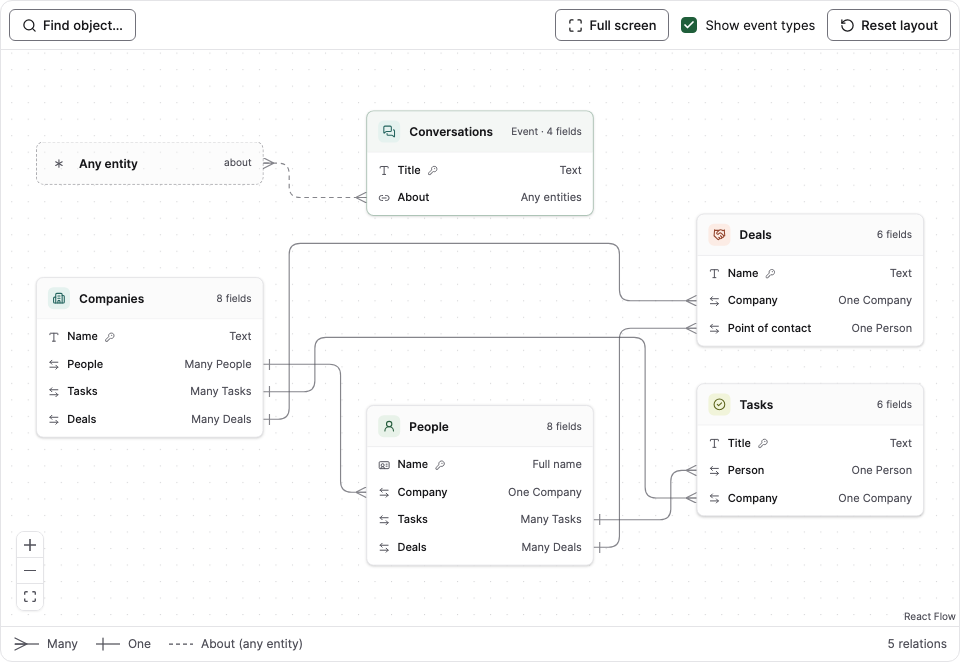 Find object...
Full screen
Show event types
Reset layout
Any entity about
Conversations Event · 4 fields
Title Text
About Any entities
Companies 8 fields
Name Text
People Many People
Tasks Many Tasks
Deals Many Deals
People 8 fields
Name Full name
Company One Company
Tasks Many Tasks
Deals Many Deals
Deals 6 fields
Name Text
Company One Company
Point of contact One Person
Tasks 6 fields
Title Text
Person One Person
Company One Company
React Flow
Many One About (any entity) 5 relations